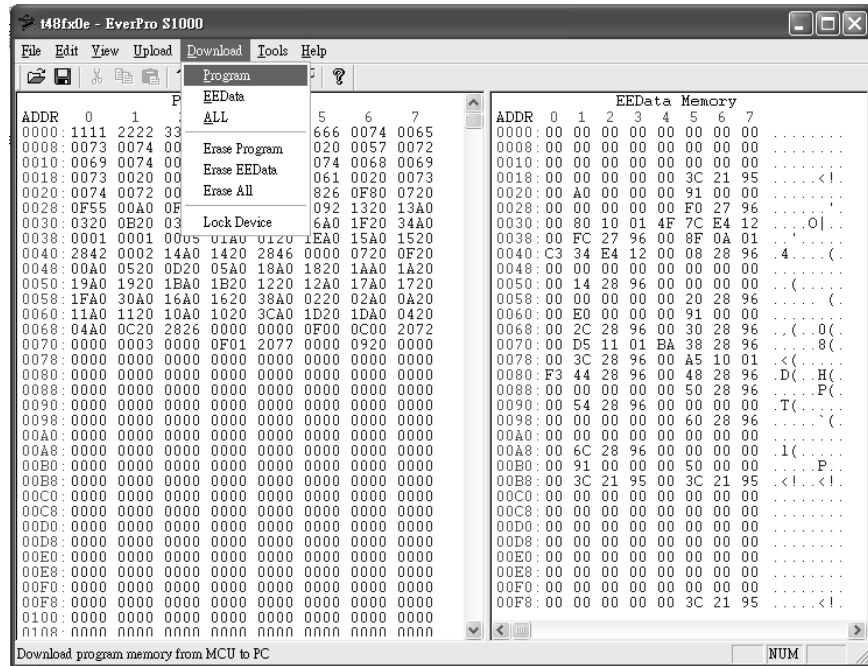 t48fx0e - EverPro S1000
File Edit View Upload Download Tools Help
Program
EEData
ALL
Erase Program
Erase EEData
Erase All
Lock Device
P
ADDR 0 1 5 6 7
0000: 1111 2222 33 666 0074 0065
0008: 0073 0074 00 020 0057 0072
0010: 0069 0074 00 074 0068 0069
0018: 0073 0020 00 061 0020 0073
0020: 0074 0072 00 826 0F80 0720
0028: 0F55 00A0 0F 092 1320 13A0
0030: 0320 0B20 03 6A0 1F20 34A0
0038: 0001 0001 0005 01A0 0120 1EA0 15A0 1520
0040: 2842 0002 14A0 1420 2846 0000 0720 0F20
0048: 00A0 0520 0D20 05A0 18A0 1820 1AA0 1A20
0050: 19A0 1920 1BA0 1B20 1220 12A0 17A0 1720
0058: 1FA0 30A0 16A0 1620 38A0 0220 02A0 0A20
0060: 11A0 1120 10A0 1020 3CA0 1D20 1DA0 0420
0068: 04A0 0C20 2826 0000 0000 0F00 0C00 2072
0070: 0000 0003 0000 0F01 2077 0000 0920 0000
0078: 0000 0000 0000 0000 0000 0000 0000 0000
0080: 0000 0000 0000 0000 0000 0000 0000 0000
0088: 0000 0000 0000 0000 0000 0000 0000 0000
0090: 0000 0000 0000 0000 0000 0000 0000 0000
0098: 0000 0000 0000 0000 0000 0000 0000 0000
00A0: 0000 0000 0000 0000 0000 0000 0000 0000
00A8: 0000 0000 0000 0000 0000 0000 0000 0000
00B0: 0000 0000 0000 0000 0000 0000 0000 0000
00B8: 0000 0000 0000 0000 0000 0000 0000 0000
00C0: 0000 0000 0000 0000 0000 0000 0000 0000
00C8: 0000 0000 0000 0000 0000 0000 0000 0000
00D0: 0000 0000 0000 0000 0000 0000 0000 0000
00D8: 0000 0000 0000 0000 0000 0000 0000 0000
00E0: 0000 0000 0000 0000 0000 0000 0000 0000
00E8: 0000 0000 0000 0000 0000 0000 0000 0000
00F0: 0000 0000 0000 0000 0000 0000 0000 0000
00F8: 0000 0000 0000 0000 0000 0000 0000 0000
0100: 0000 0000 0000 0000 0000 0000 0000 0000
0108: 0000 0000 0000 0000 0000 0000 0000 0000
EEData Memory
ADDR 0 1 2 3 4 5 6 7
0000: 00 00 00 00 00 00 00 00 ........
0008: 00 00 00 00 00 00 00 00 ........
0010: 00 00 00 00 00 00 00 00 ........
0018: 00 00 00 00 00 3C 21 95 .....<!.
0020: 00 A0 00 00 00 91 00 00 ........
0028: 00 00 00 00 00 F0 27 96 ......'.
0030: 00 80 10 01 4F 7C E4 12 ....O|..
0038: 00 FC 27 96 00 8F 0A 01 ..'.....
0040: C3 34 E4 12 00 08 28 96 .4....(.
0048: 00 00 00 00 00 00 00 00 ........
0050: 00 14 28 96 00 00 00 00 ..(.....
0058: 00 00 00 00 00 20 28 96 ..... (.
0060: 00 E0 00 00 00 91 00 00 ........
0068: 00 2C 28 96 00 30 28 96 .,(..0(.
0070: 00 D5 11 01 BA 38 28 96 .....8(.
0078: 00 3C 28 96 00 A5 10 01 .<(.....
0080: F3 44 28 96 00 48 28 96 .D(..H(.
0088: 00 00 00 00 00 50 28 96 .....P(.
0090: 00 54 28 96 00 00 00 00 .T(.....
0098: 00 00 00 00 00 60 28 96 .....`(.
00A0: 00 00 00 00 00 00 00 00 ........
00A8: 00 6C 28 96 00 00 00 00 .l(.....
00B0: 00 91 00 00 00 50 00 00 .....P..
00B8: 00 3C 21 95 00 3C 21 95 .<!..<!.
00C0: 00 00 00 00 00 00 00 00 ........
00C8: 00 00 00 00 00 00 00 00 ........
00D0: 00 00 00 00 00 00 00 00 ........
00D8: 00 00 00 00 00 00 00 00 ........
00E0: 00 00 00 00 00 00 00 00 ........
00E8: 00 00 00 00 00 00 00 00 ........
00F0: 00 00 00 00 00 00 00 00 ........
00F8: 00 00 00 00 00 3C 21 95 .....<!.
Download program memory from MCU to PC
NUM